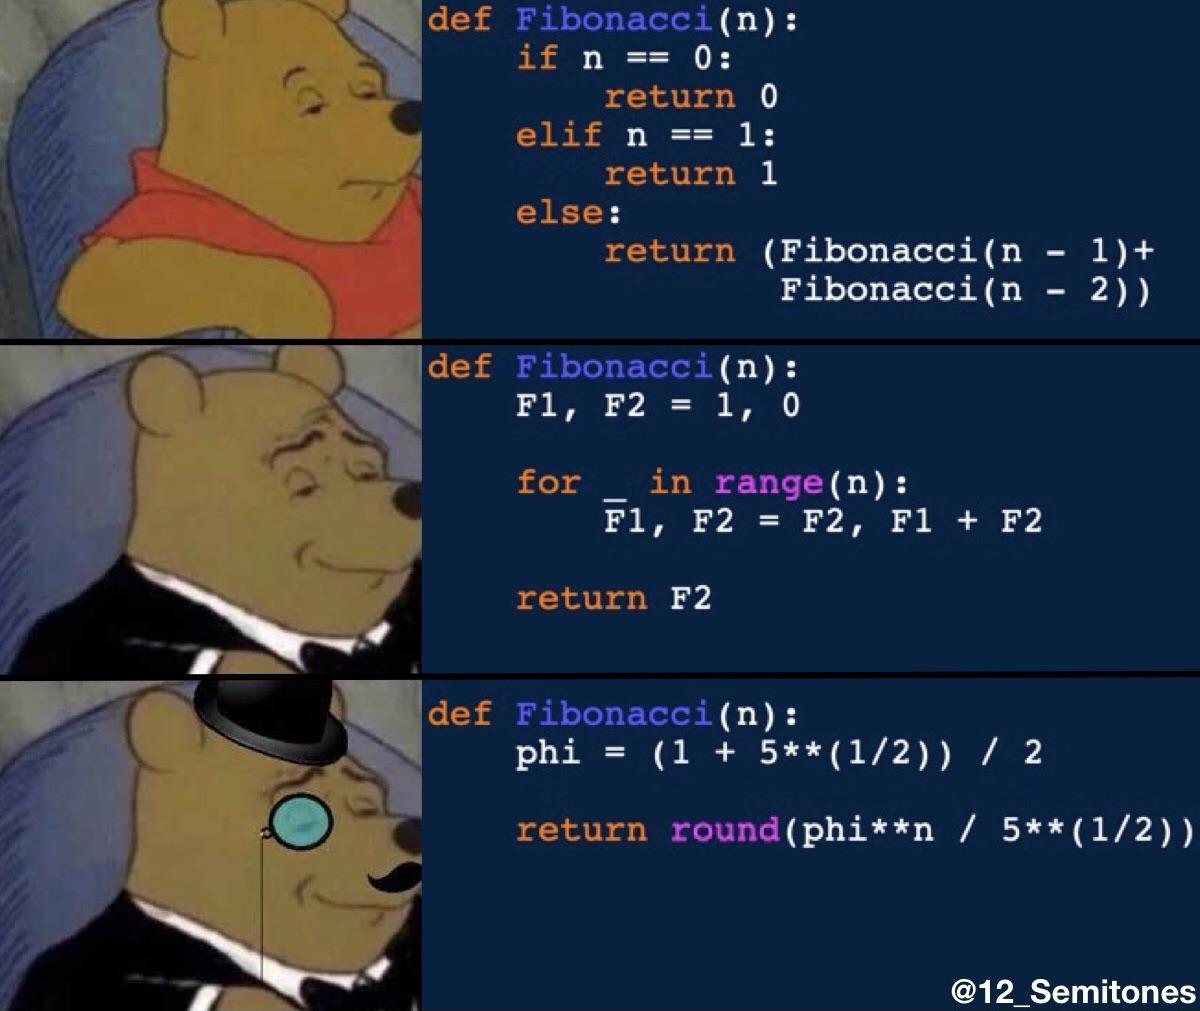 def Fibonacci(n):
    if n == 0:
        return 0
    elif n == 1:
        return 1
    else:
        return (Fibonacci(n - 1)+
                Fibonacci(n - 2))
def Fibonacci(n):
    F1, F2 = 1, 0
    for _ in range(n):
        F1, F2 = F2, F1 + F2
    return F2
def Fibonacci(n):
    phi = (1 + 5**(1/2)) / 2
    return round(phi**n / 5**(1/2))
@12_Semitones